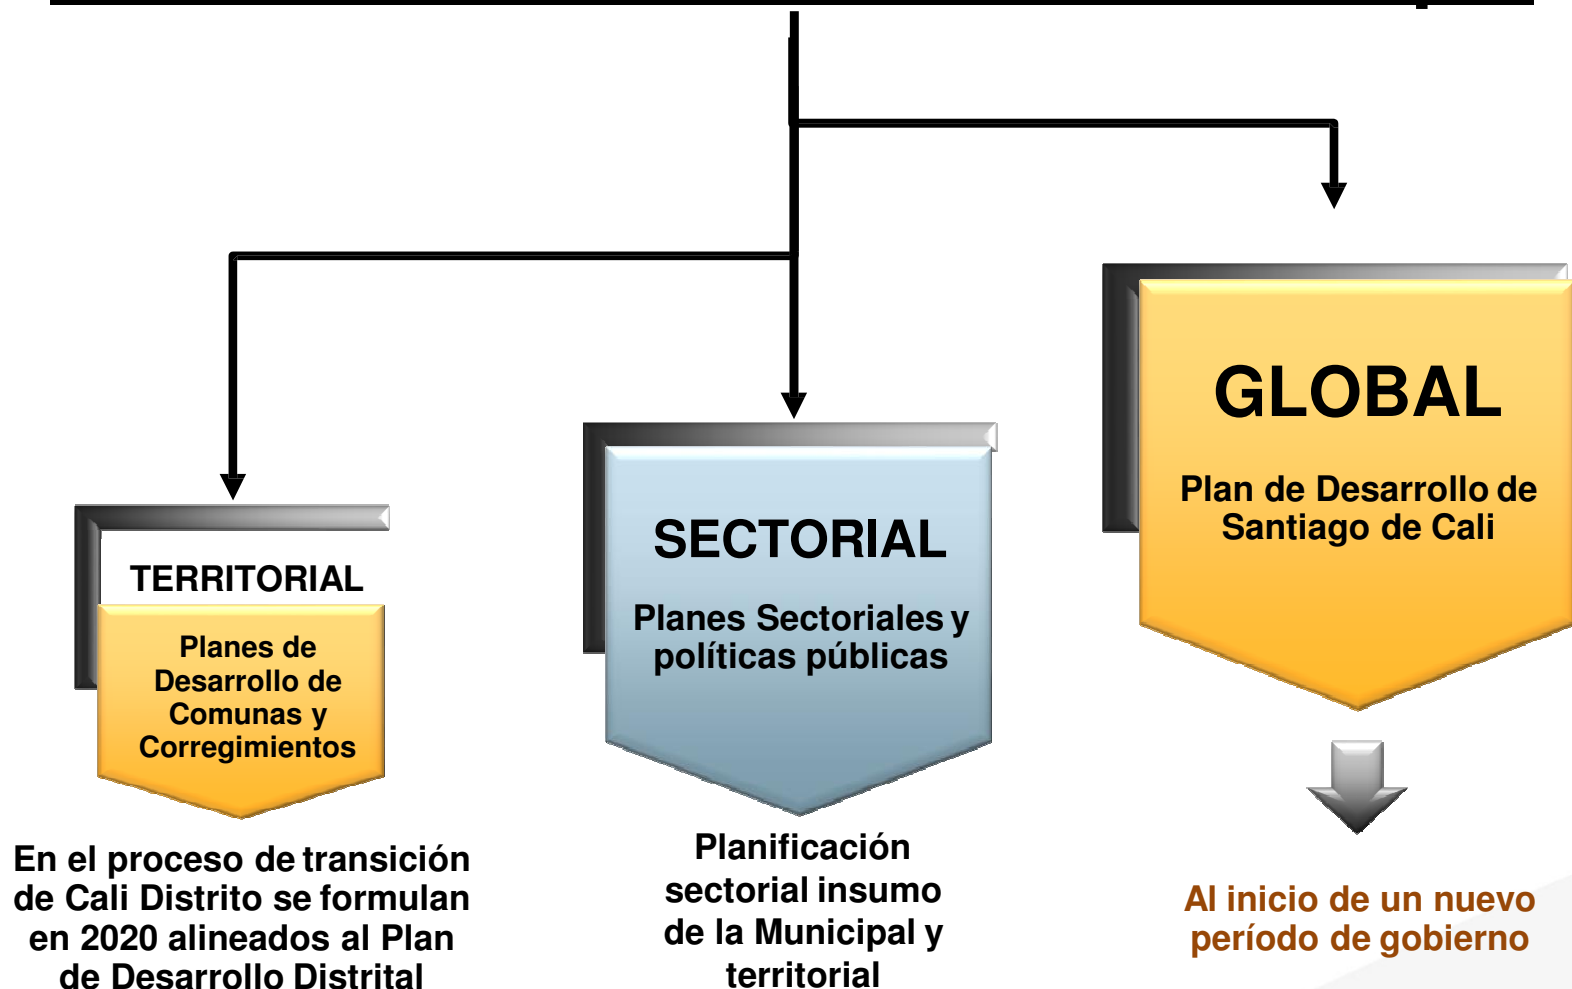 TERRITORIAL
Planes de
Desarrollo de
Comunas y
Corregimientos
En el proceso de transición
de Cali Distrito se formulan
en 2020 alineados al Plan
de Desarrollo Distrital
SECTORIAL
Planes Sectoriales y
políticas públicas
Planificación
sectorial insumo
de la Municipal y
territorial
GLOBAL
Plan de Desarrollo de
Santiago de Cali
Al inicio de un nuevo
período de gobierno